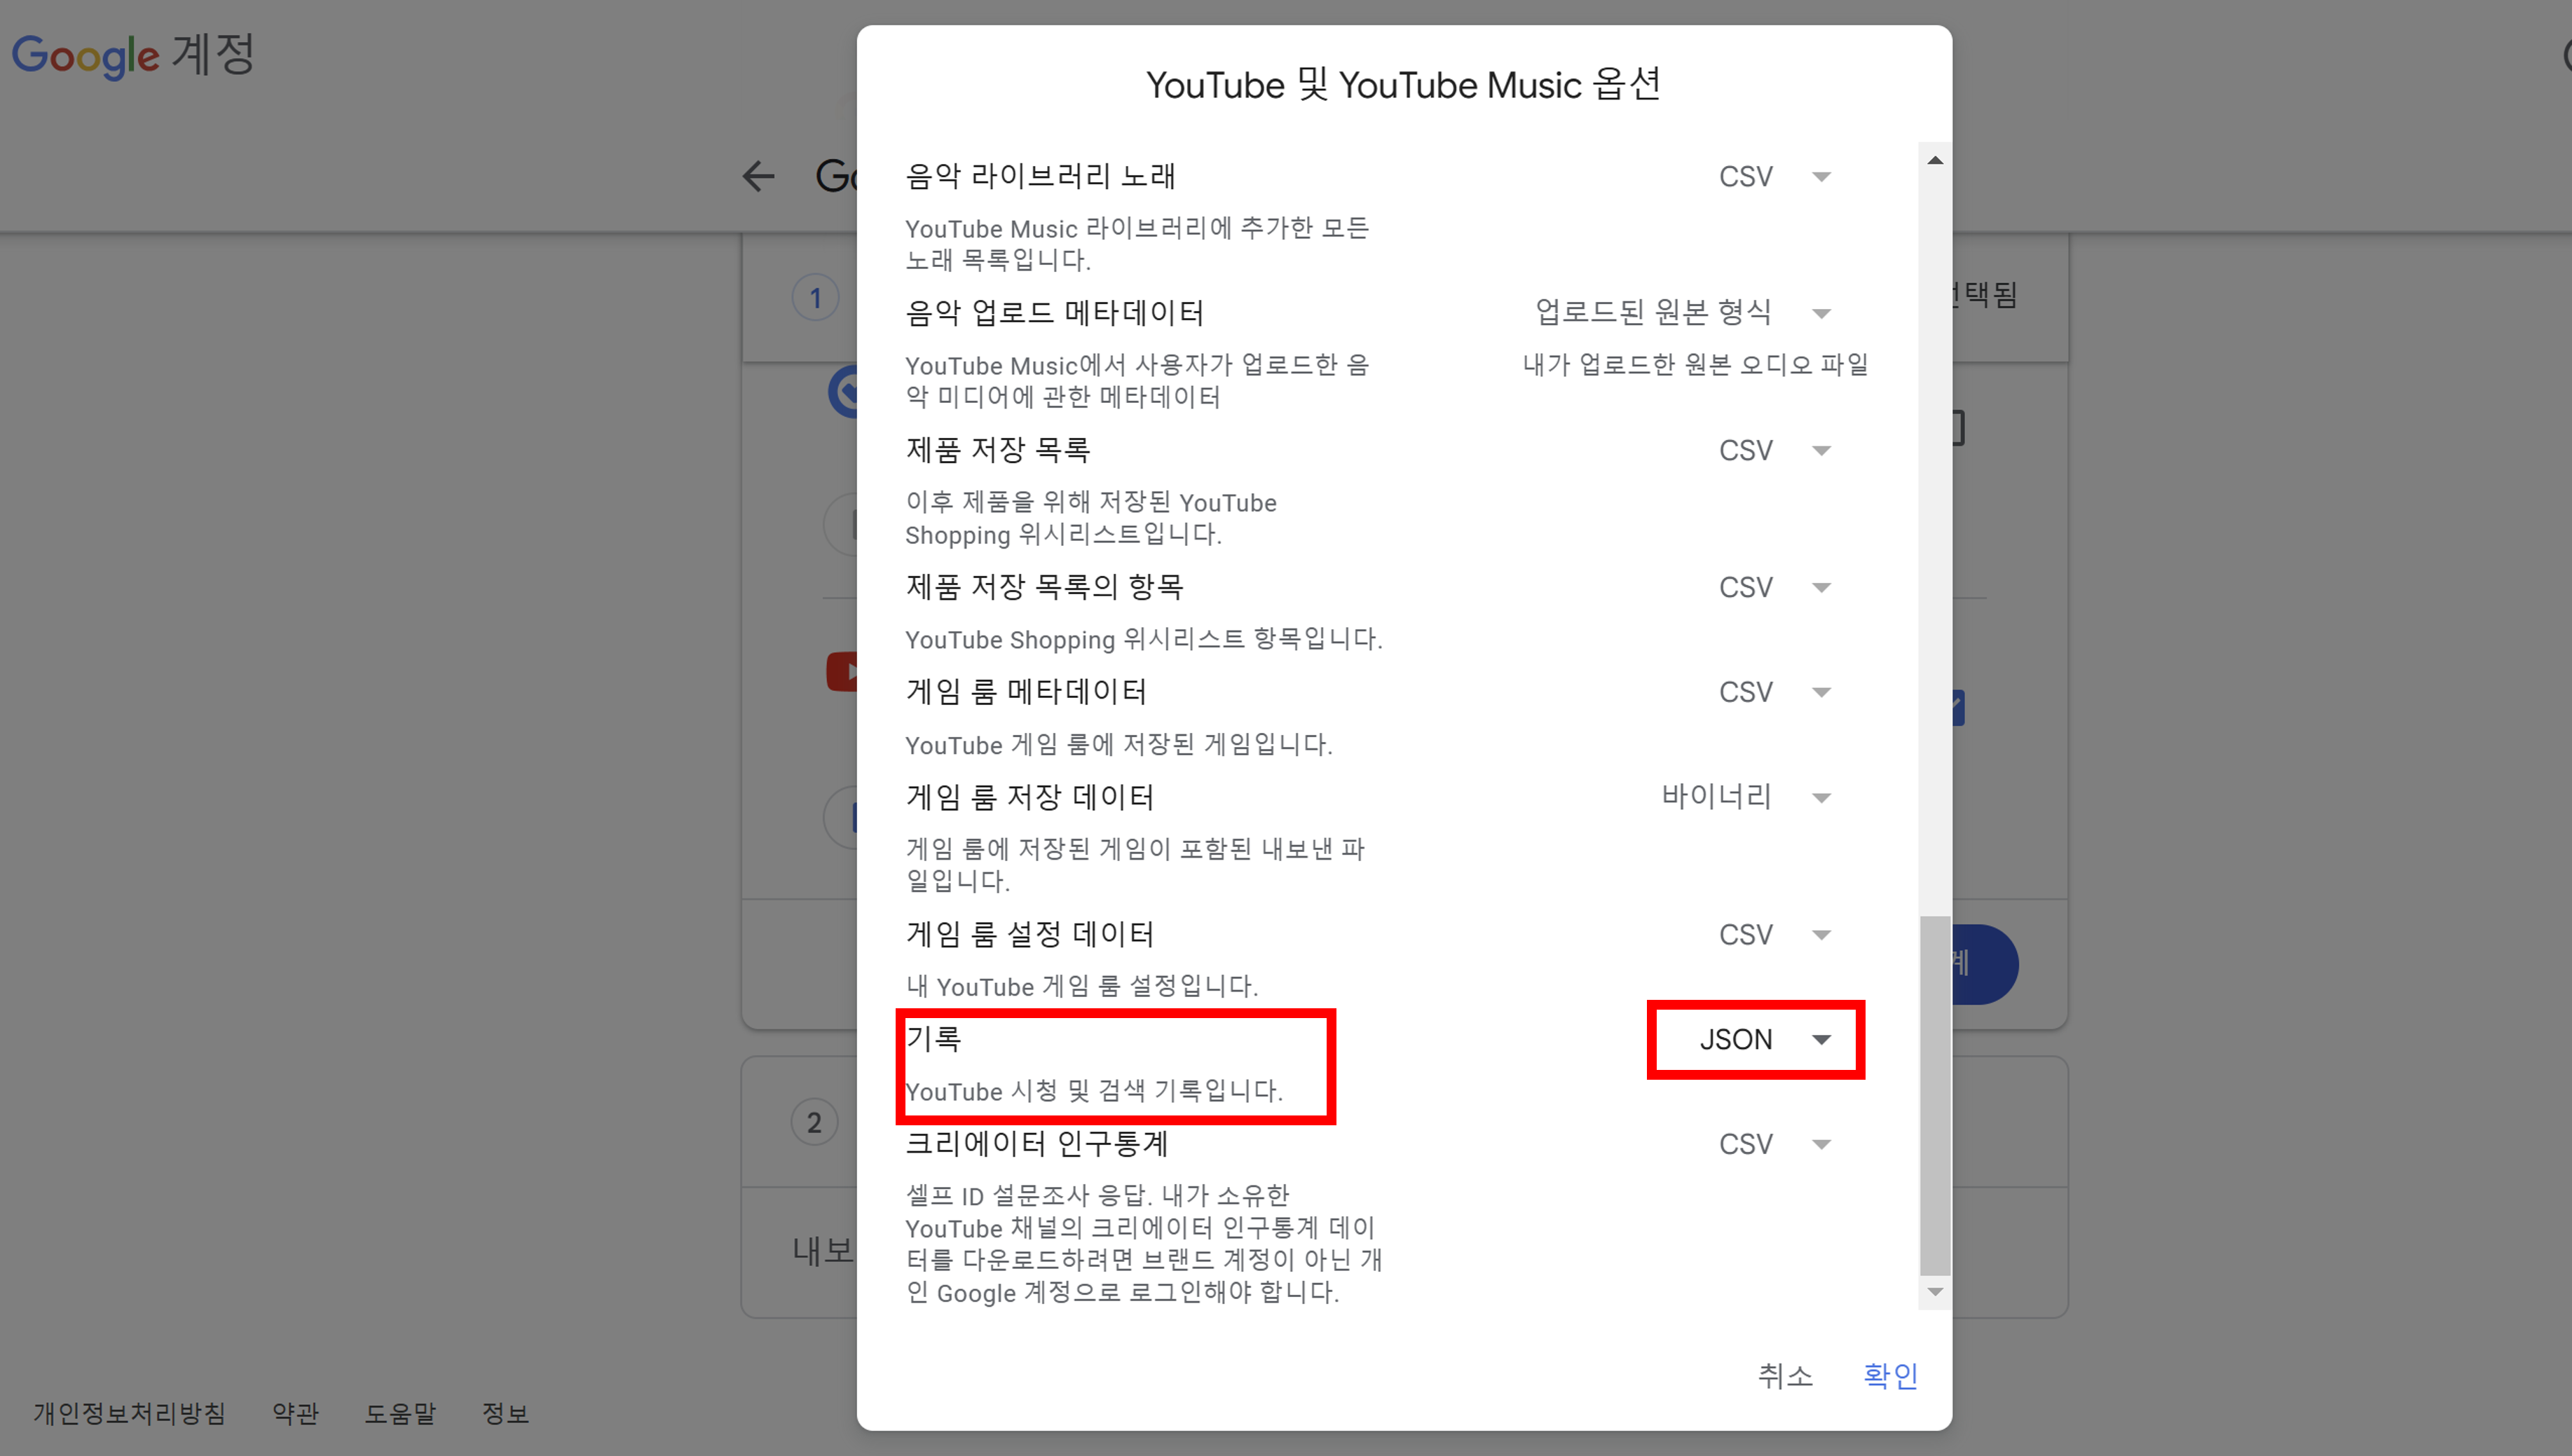 Google 계정
YouTube 및 YouTube Music 옵션
음악 라이브러리 노래 CSV
YouTube Music 라이브러리에 추가한 모든
노래 목록입니다.
1
음악 업로드 메타데이터 업로드된 원본 형식
YouTube Music에서 사용자가 업로드한 음 내가 업로드한 원본 오디오 파일
악 미디어에 관한 메타데이터
제품 저장 목록 CSV
이후 제품을 위해 저장된 YouTube
Shopping 위시리스트입니다.
제품 저장 목록의 항목 CSV
YouTube Shopping 위시리스트 항목입니다.
게임 룸 메타데이터 CSV
YouTube 게임 룸에 저장된 게임입니다.
게임 룸 저장 데이터 바이너리
게임 룸에 저장된 게임이 포함된 내보낸 파
일입니다.
게임 룸 설정 데이터 CSV
내 YouTube 게임 룸 설정입니다.
기록 JSON
YouTube 시청 및 검색 기록입니다.
2
크리에이터 인구통계 CSV
셀프 ID 설문조사 응답. 내가 소유한
YouTube 채널의 크리에이터 인구통계 데이
터를 다운로드하려면 브랜드 계정이 아닌 개
인 Google 계정으로 로그인해야 합니다.
내보
취소 확인
개인정보처리방침 약관 도움말 정보